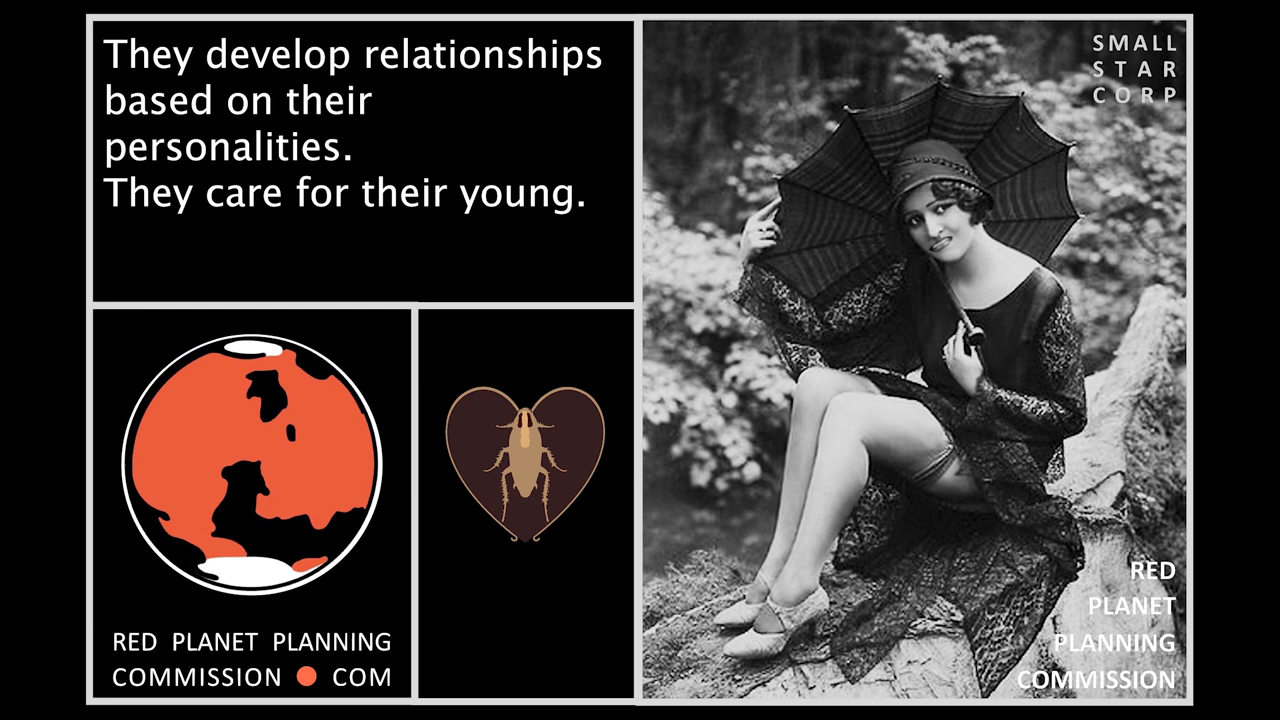 They develop relationships
based on their
personalities.
They care for their young.
RED PLANET PLANNING
COMMISSION COM
SMALL
STAR
CORP
RED
PLANET
PLANNING
COMMISSION